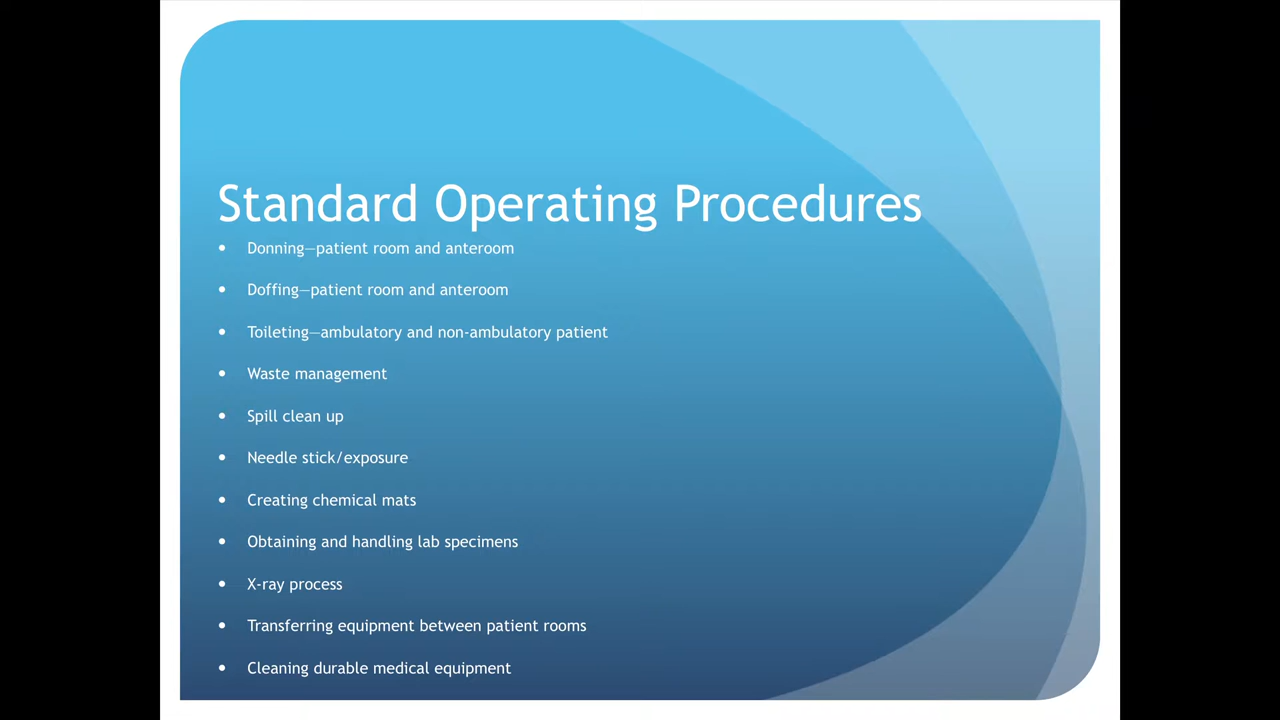 Standard Operating Procedures
• Donning—patient room and anteroom
• Doffing—patient room and anteroom
• Toileting—ambulatory and non-ambulatory patient
• Waste management
• Spill clean up
• Needle stick/exposure
• Creating chemical mats
• Obtaining and handling lab specimens
• X-ray process
• Transferring equipment between patient rooms
• Cleaning durable medical equipment